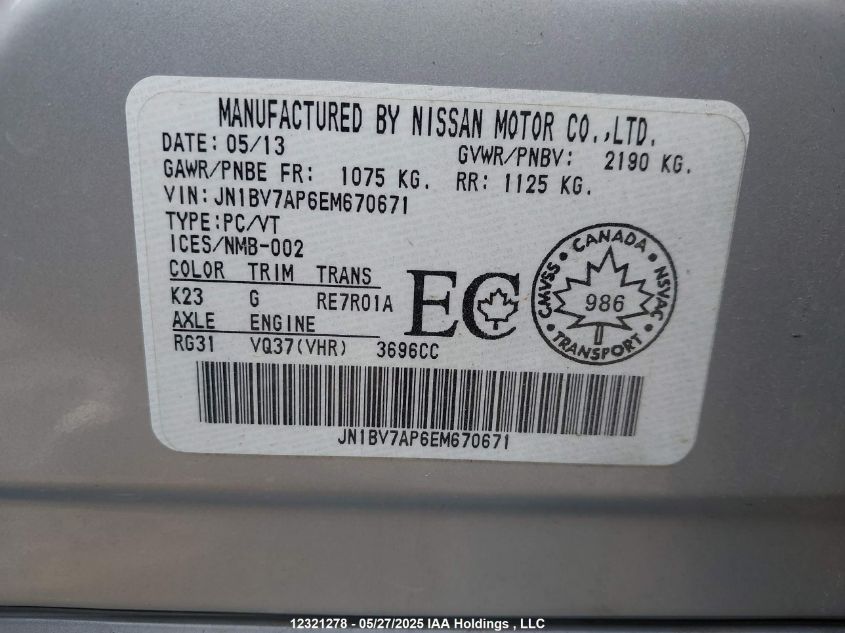 MANUFACTURED BY NISSAN MOTOR CO.,LTD.
DATE: 05/13 GVWR/PNBV: 2190 KG.
GAWR/PNBE FR: 1075 KG. RR: 1125 KG.
VIN: JN1BV7AP6EM670671
TYPE:PC/VT
ICES/NMB-002
COLOR TRIM TRANS
K23 G RE7R01A
AXLE ENGINE
RG31 VQ37(VHR) 3696CC
EC
CANADA
CMVSS NSVAC
986
TRANSPORT
JN1BV7AP6EM670671
12321278 - 05/27/2025 IAA Holdings , LLC